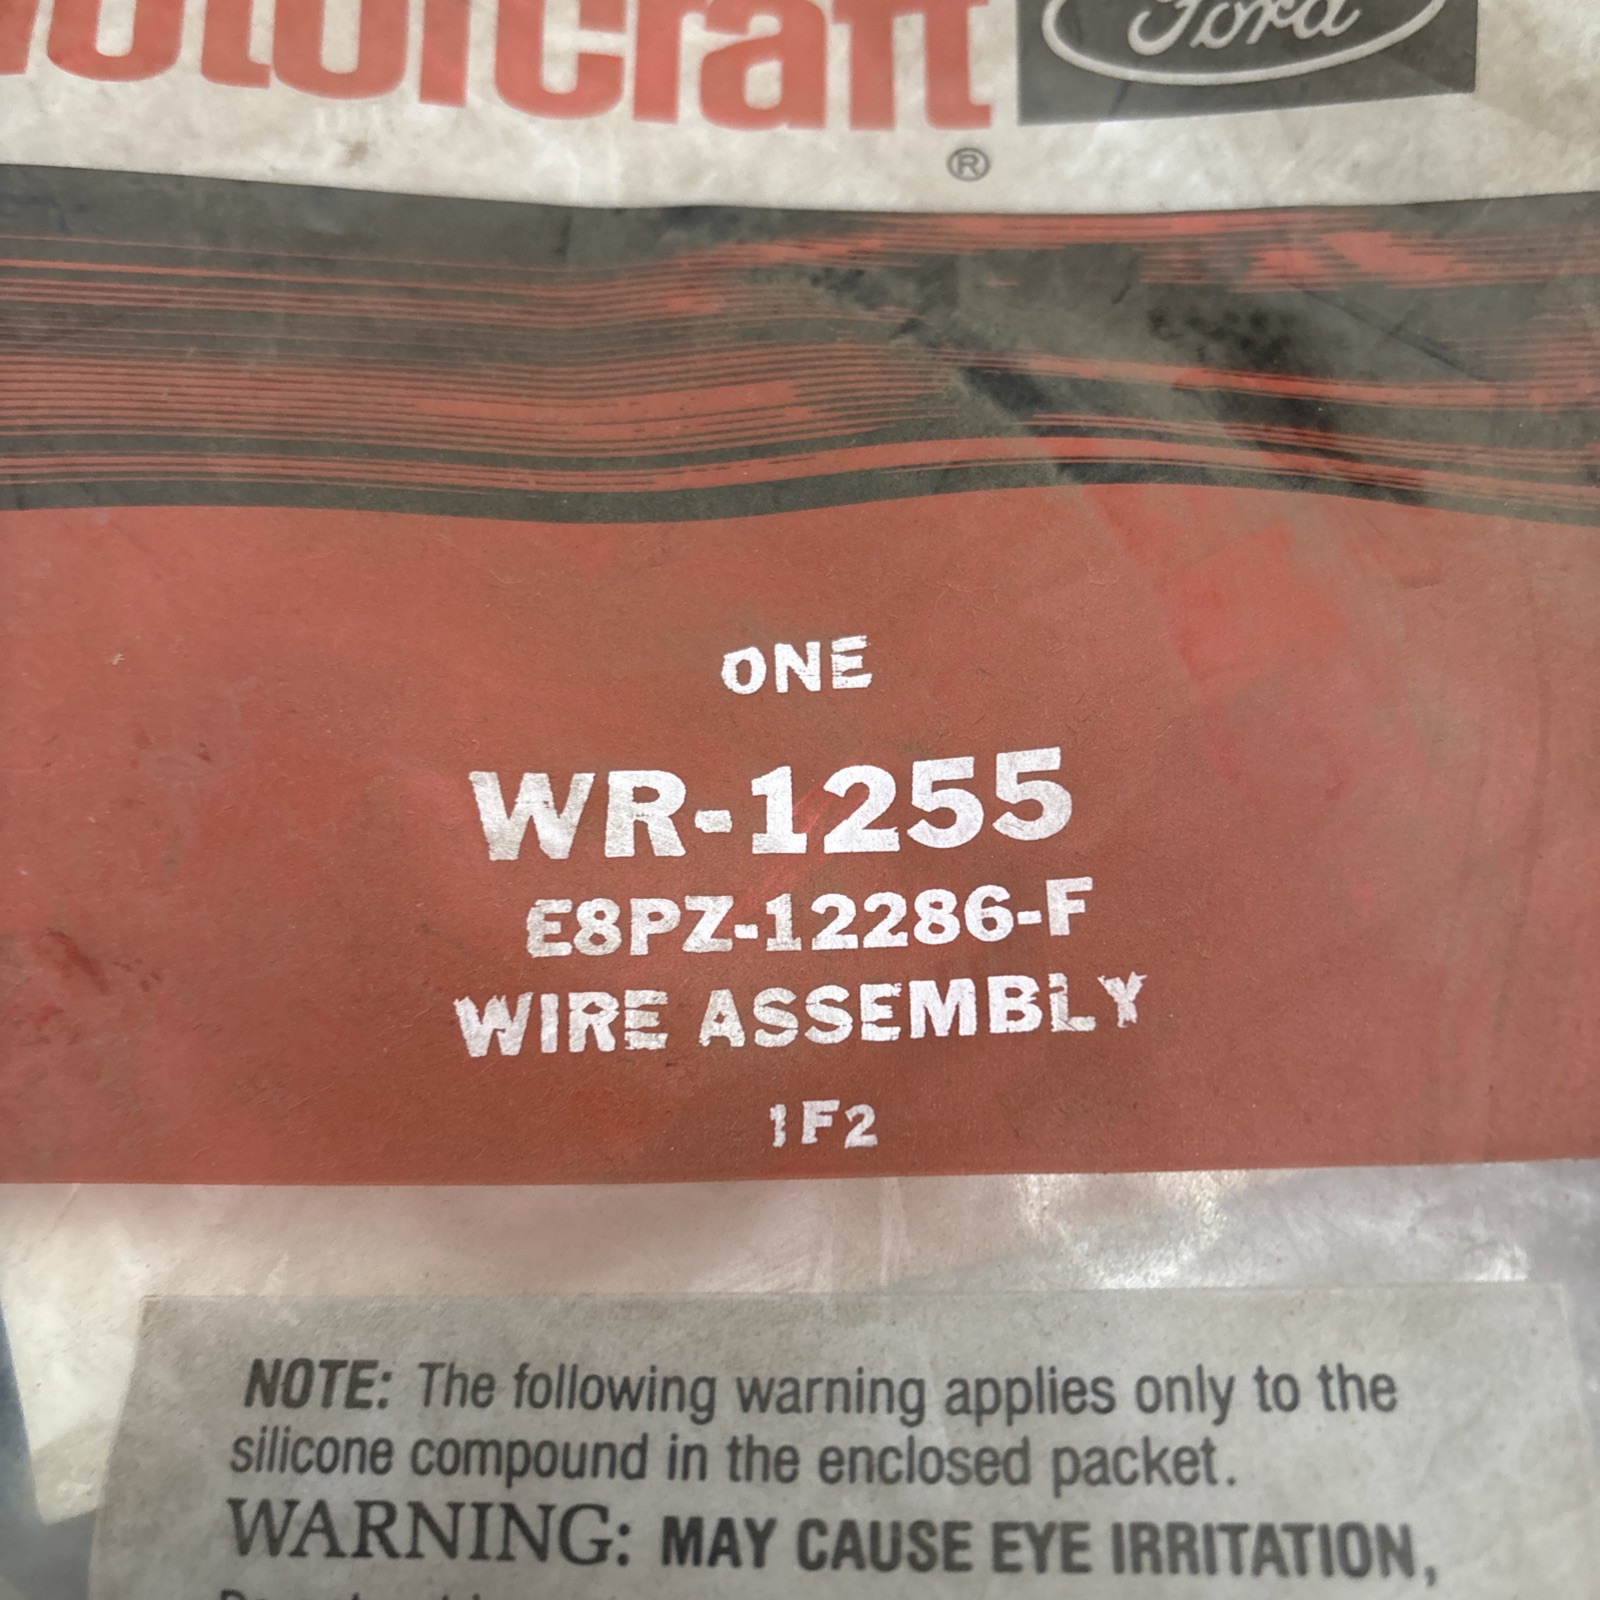 Motorcraft
Ford
®
ONE
WR-1255
E8PZ-12286-F
WIRE ASSEMBLY
1F2
NOTE: The following warning applies only to the
silicone compound in the enclosed packet.
WARNING: MAY CAUSE EYE IRRITATION,